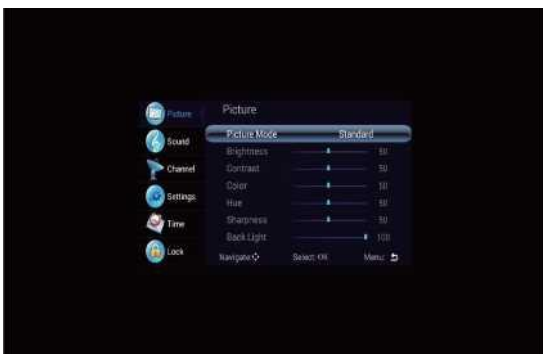 Picture
Sound
Channel
Settings
Time
Lock
Picture
Picture Mode Standard
Brightness 50
Contrast 50
Color 50
Hue 50
Sharpness 50
Back Light 100
Navigate Select: OK Menu: